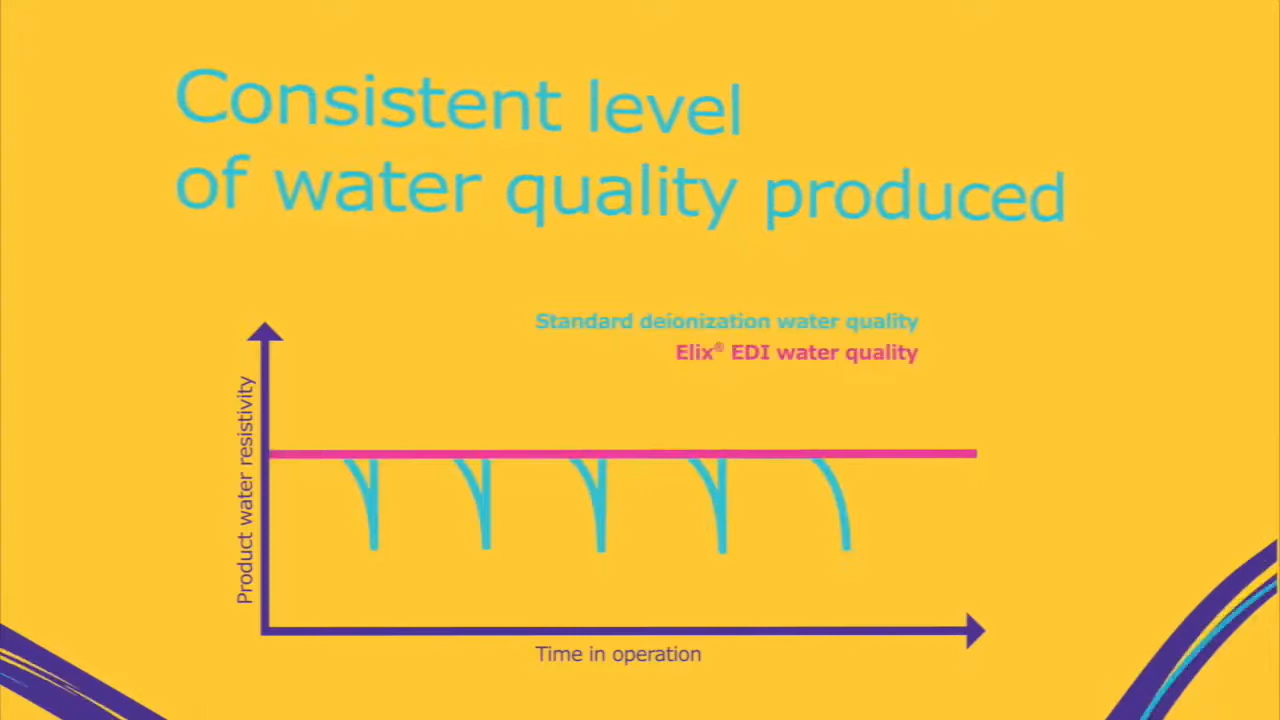 Consistent level
of water quality produced
Standard deionization water quality
Elix® EDI water quality
Product water resistivity
Time in operation